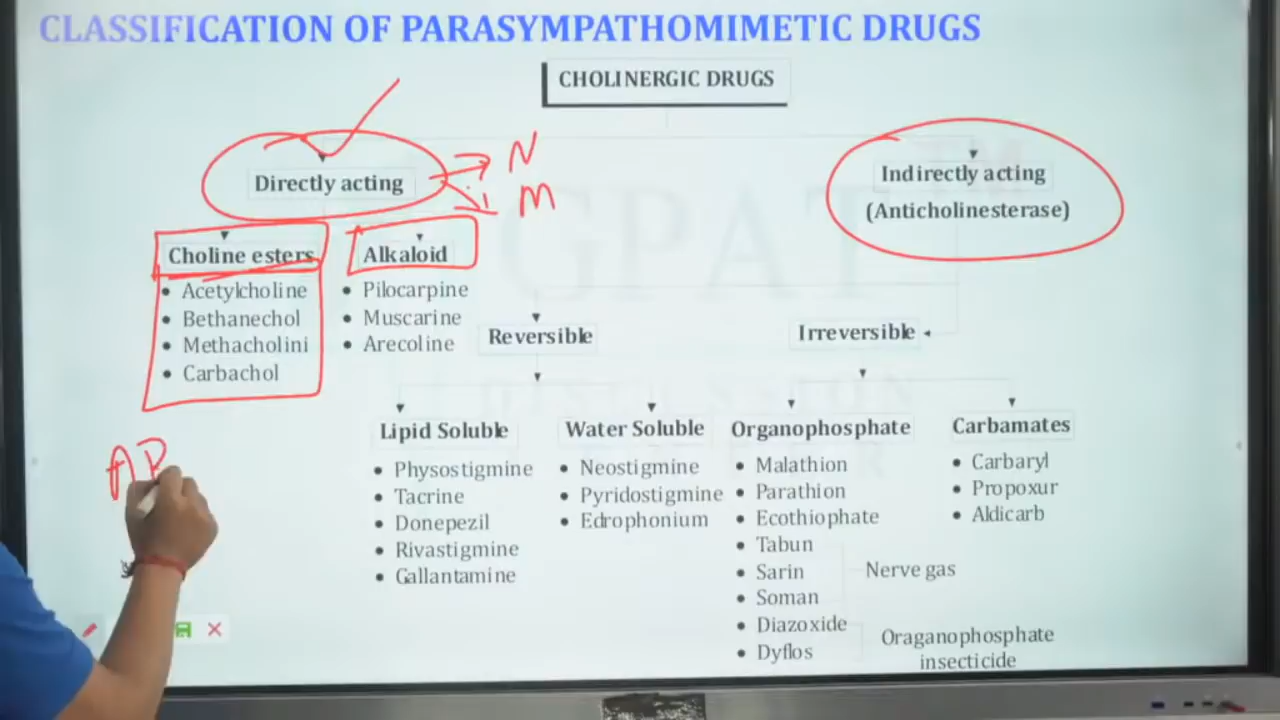 CLASSIFICATION OF PARASYMPATHOMIMETIC DRUGS
CHOLINERGIC DRUGS
Directly acting
N
M
Indirectly acting
(Anticholinesterase)
Choline esters
• Acetylcholine
• Bethanechol
• Methacholini
• Carbachol
Alkaloid
• Pilocarpine
• Muscarine
• Arecoline
Reversible
Irreversible
Lipid Soluble
• Physostigmine
• Tacrine
• Donepezil
• Rivastigmine
• Gallantamine
Water Soluble
• Neostigmine
• Pyridostigmine
• Edrophonium
Organophosphate
• Malathion
• Parathion
• Ecothiophate
• Tabun
• Sarin
• Soman
Nerve gas
• Diazoxide
• Dyflos
Oraganophosphate
insecticide
Carbamates
• Carbaryl
• Propoxur
• Aldicarb
GPAT
TM